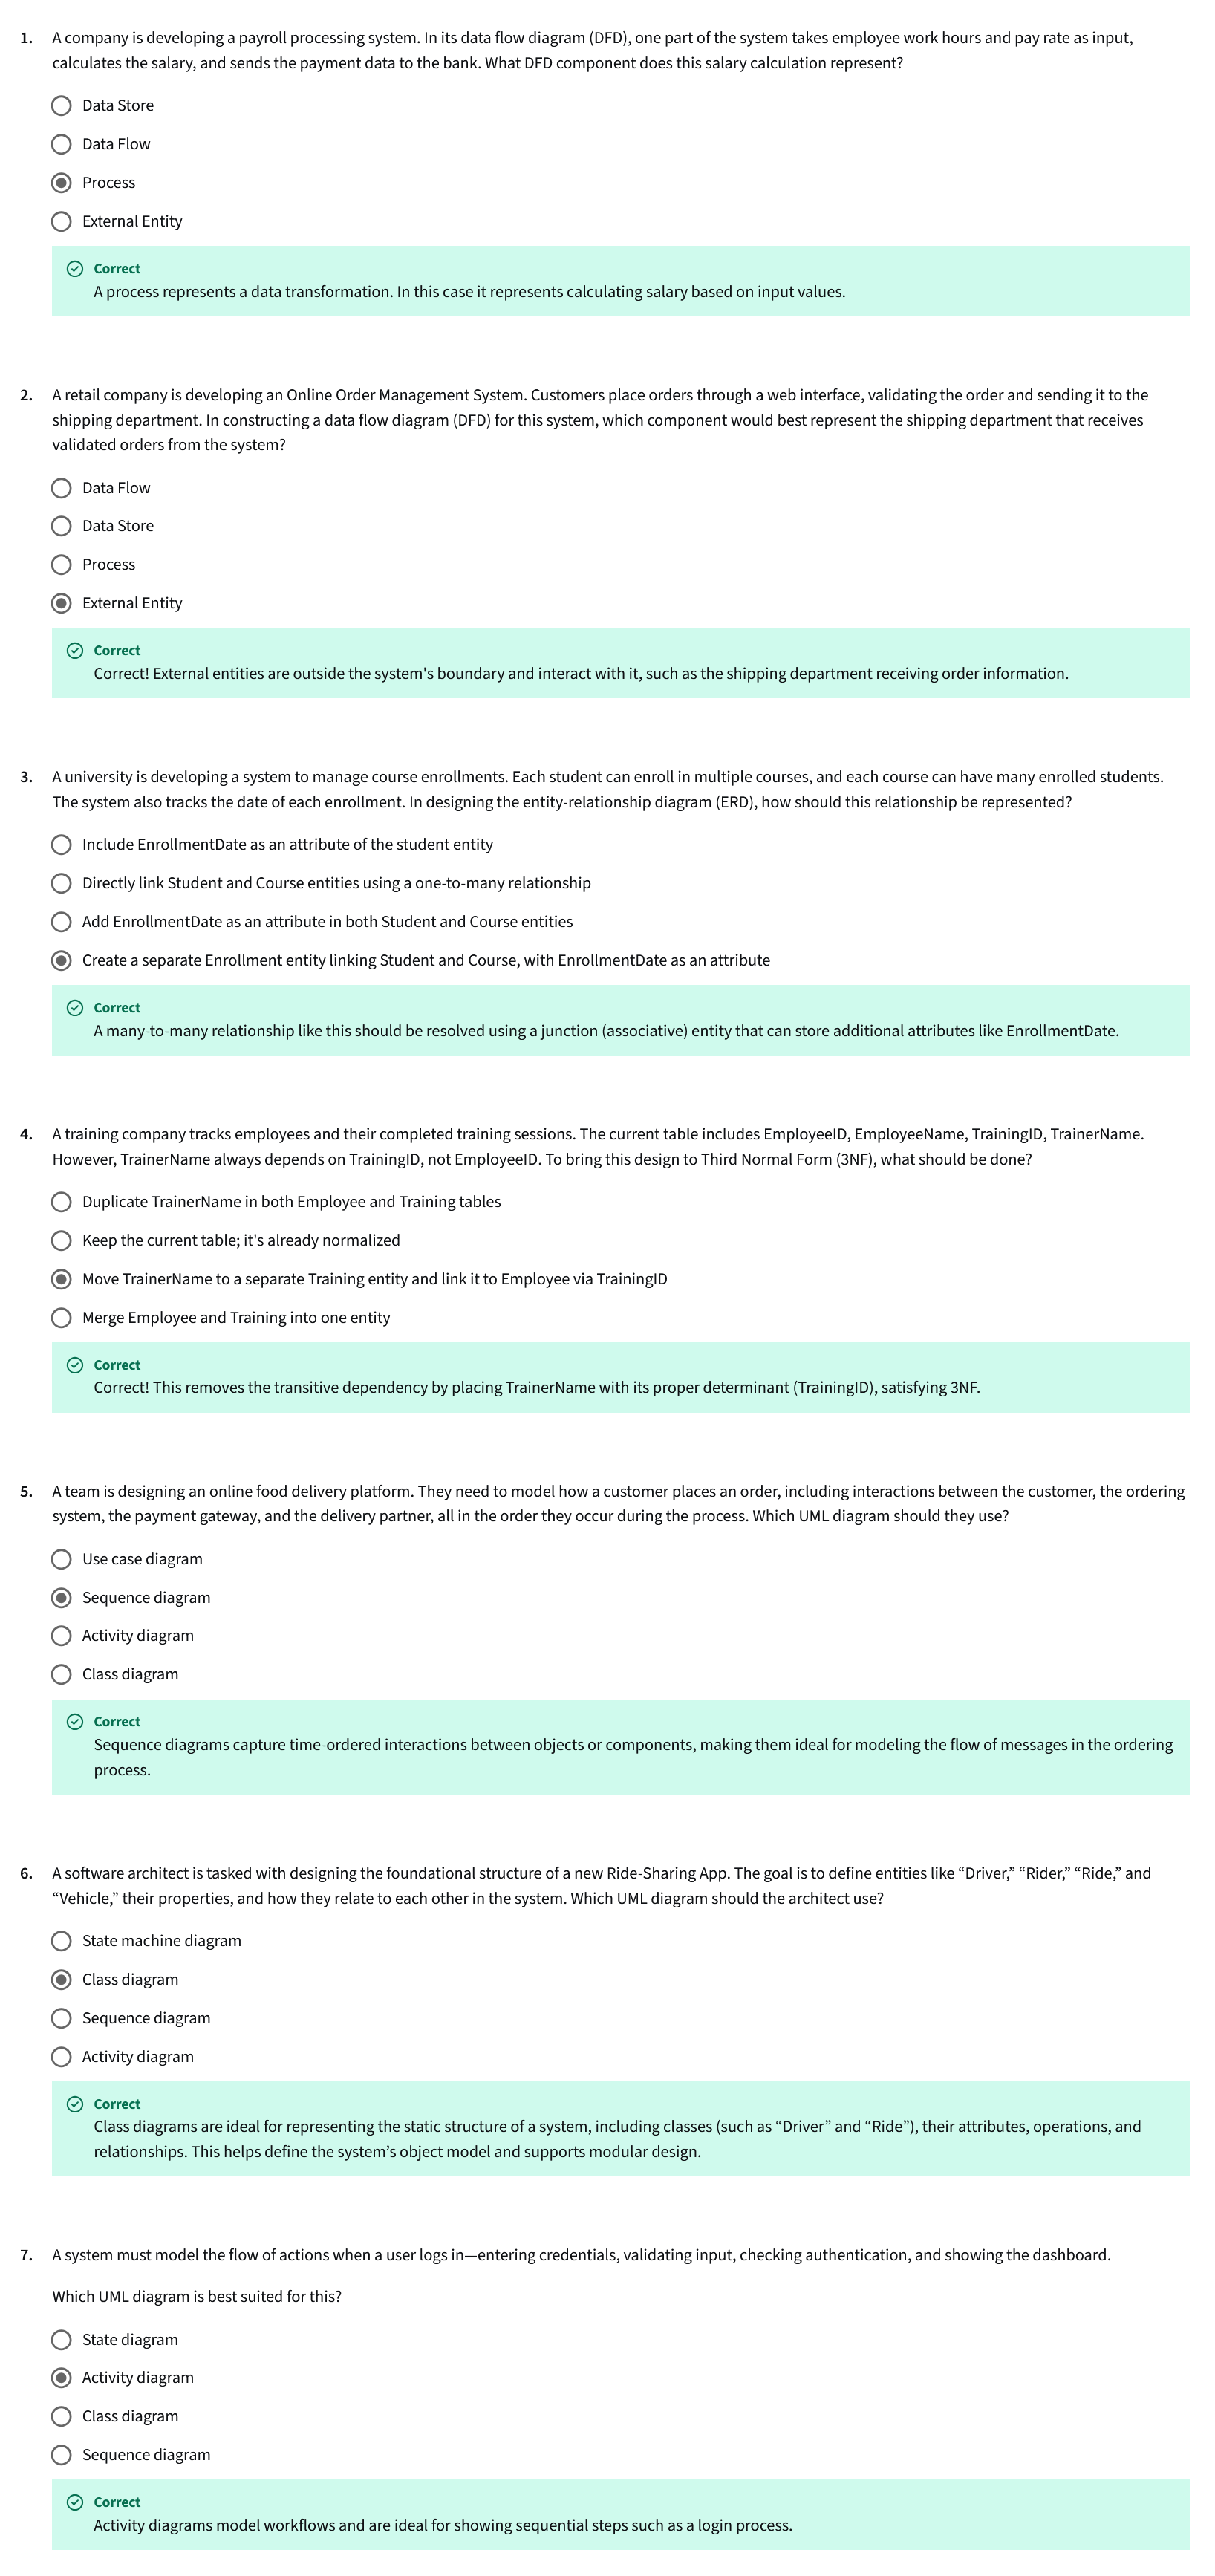 1. A company is developing a payroll processing system. In its data flow diagram (DFD), one part of the system takes employee work hours and pay rate as input,
calculates the salary, and sends the payment data to the bank. What DFD component does this salary calculation represent?
Data Store
Data Flow
Process
External Entity
Correct
A process represents a data transformation. In this case it represents calculating salary based on input values.
2. A retail company is developing an Online Order Management System. Customers place orders through a web interface, validating the order and sending it to the
shipping department. In constructing a data flow diagram (DFD) for this system, which component would best represent the shipping department that receives
validated orders from the system?
Data Flow
Data Store
Process
External Entity
Correct
Correct! External entities are outside the system's boundary and interact with it, such as the shipping department receiving order information.
3. A university is developing a system to manage course enrollments. Each student can enroll in multiple courses, and each course can have many enrolled students.
The system also tracks the date of each enrollment. In designing the entity-relationship diagram (ERD), how should this relationship be represented?
Include EnrollmentDate as an attribute of the student entity
Directly link Student and Course entities using a one-to-many relationship
Add EnrollmentDate as an attribute in both Student and Course entities
Create a separate Enrollment entity linking Student and Course, with EnrollmentDate as an attribute
Correct
A many-to-many relationship like this should be resolved using a junction (associative) entity that can store additional attributes like EnrollmentDate.
4. A training company tracks employees and their completed training sessions. The current table includes EmployeeID, EmployeeName, TrainingID, TrainerName.
However, TrainerName always depends on TrainingID, not EmployeeID. To bring this design to Third Normal Form (3NF), what should be done?
Duplicate TrainerName in both Employee and Training tables
Keep the current table; it's already normalized
Move TrainerName to a separate Training entity and link it to Employee via TrainingID
Merge Employee and Training into one entity
Correct
Correct! This removes the transitive dependency by placing TrainerName with its proper determinant (TrainingID), satisfying 3NF.
5. A team is designing an online food delivery platform. They need to model how a customer places an order, including interactions between the customer, the ordering
system, the payment gateway, and the delivery partner, all in the order they occur during the process. Which UML diagram should they use?
Use case diagram
Sequence diagram
Activity diagram
Class diagram
Correct
Sequence diagrams capture time-ordered interactions between objects or components, making them ideal for modeling the flow of messages in the ordering
process.
6. A software architect is tasked with designing the foundational structure of a new Ride-Sharing App. The goal is to define entities like “Driver,” “Rider,” “Ride,” and
“Vehicle,” their properties, and how they relate to each other in the system. Which UML diagram should the architect use?
State machine diagram
Class diagram
Sequence diagram
Activity diagram
Correct
Class diagrams are ideal for representing the static structure of a system, including classes (such as “Driver” and “Ride”), their attributes, operations, and
relationships. This helps define the system’s object model and supports modular design.
7. A system must model the flow of actions when a user logs in—entering credentials, validating input, checking authentication, and showing the dashboard.
Which UML diagram is best suited for this?
State diagram
Activity diagram
Class diagram
Sequence diagram
Correct
Activity diagrams model workflows and are ideal for showing sequential steps such as a login process.